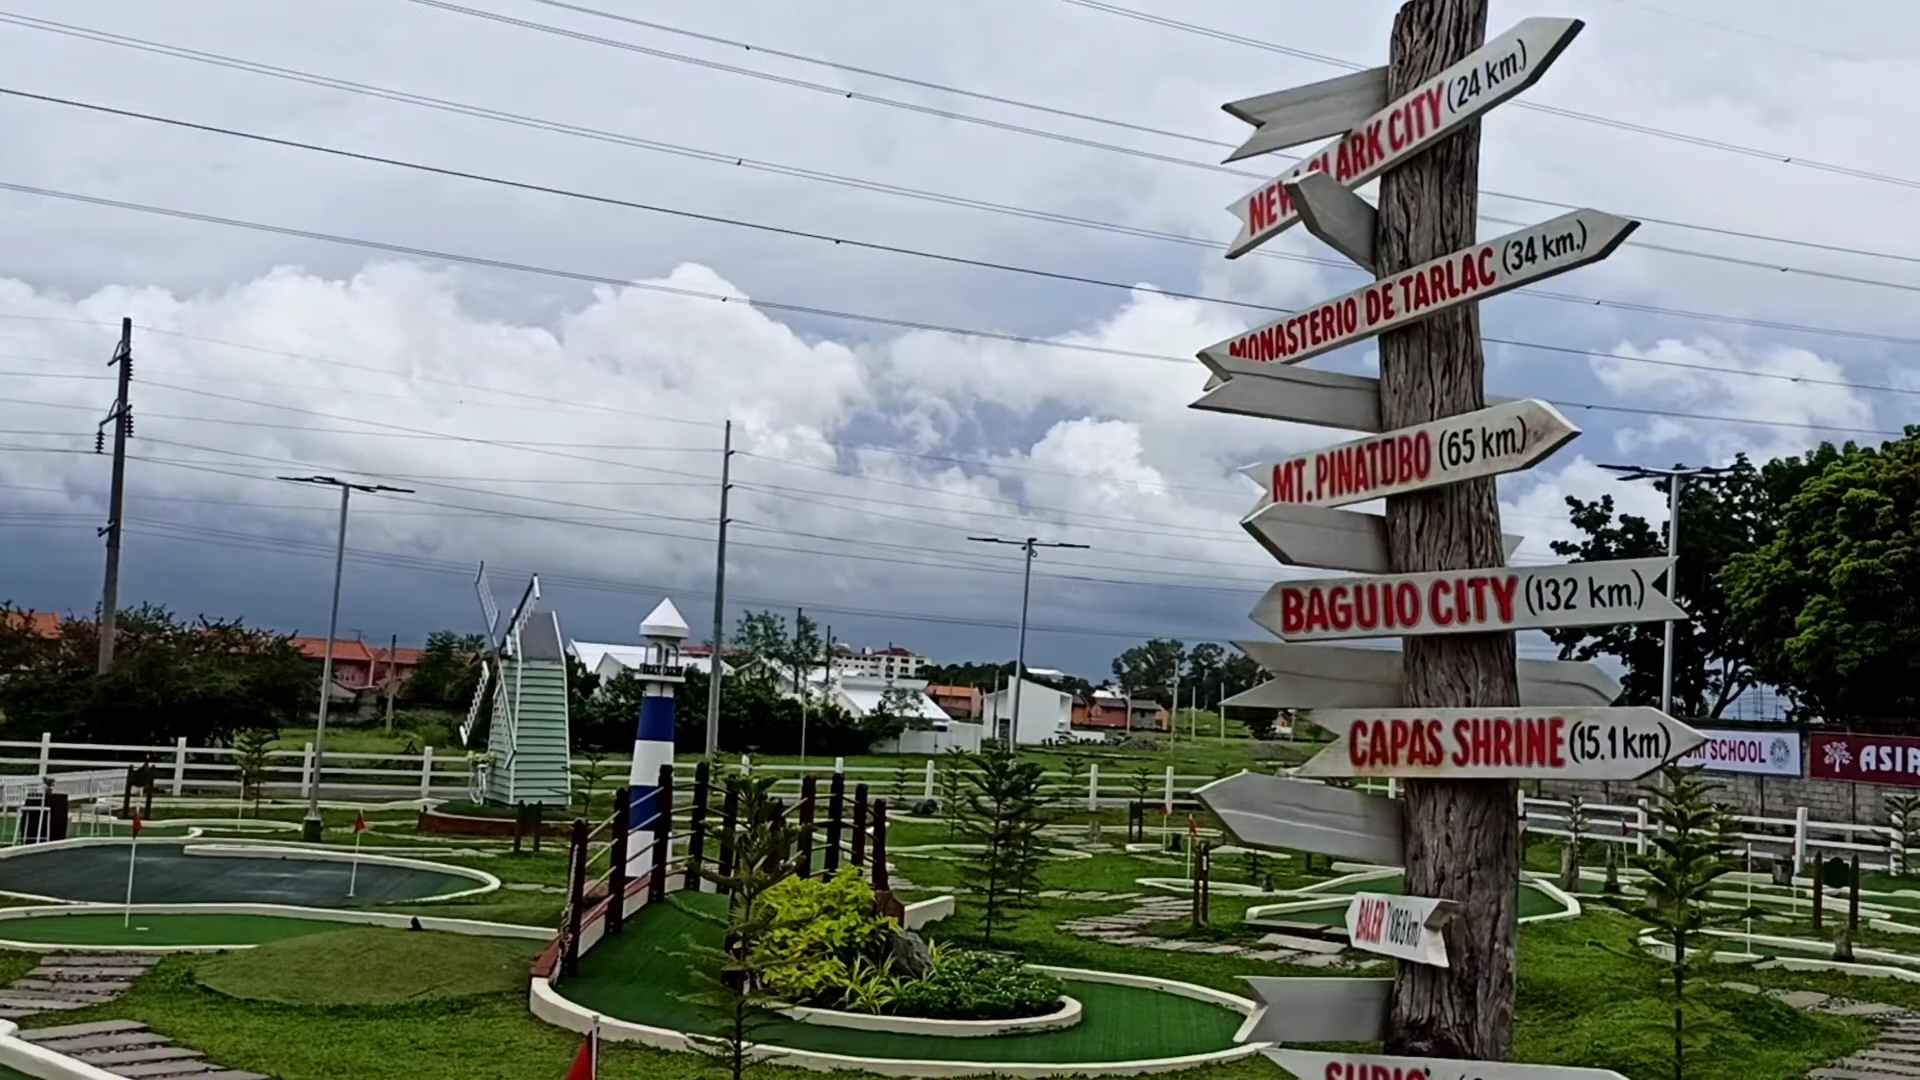 NEW CLARK CITY (24 km.)
MONASTERIO DE TARLAC (34 km.)
MT. PINATUBO (65 km.)
BAGUIO CITY (132 km.)
CAPAS SHRINE (15.1 km.)
SCHOOL
BALER